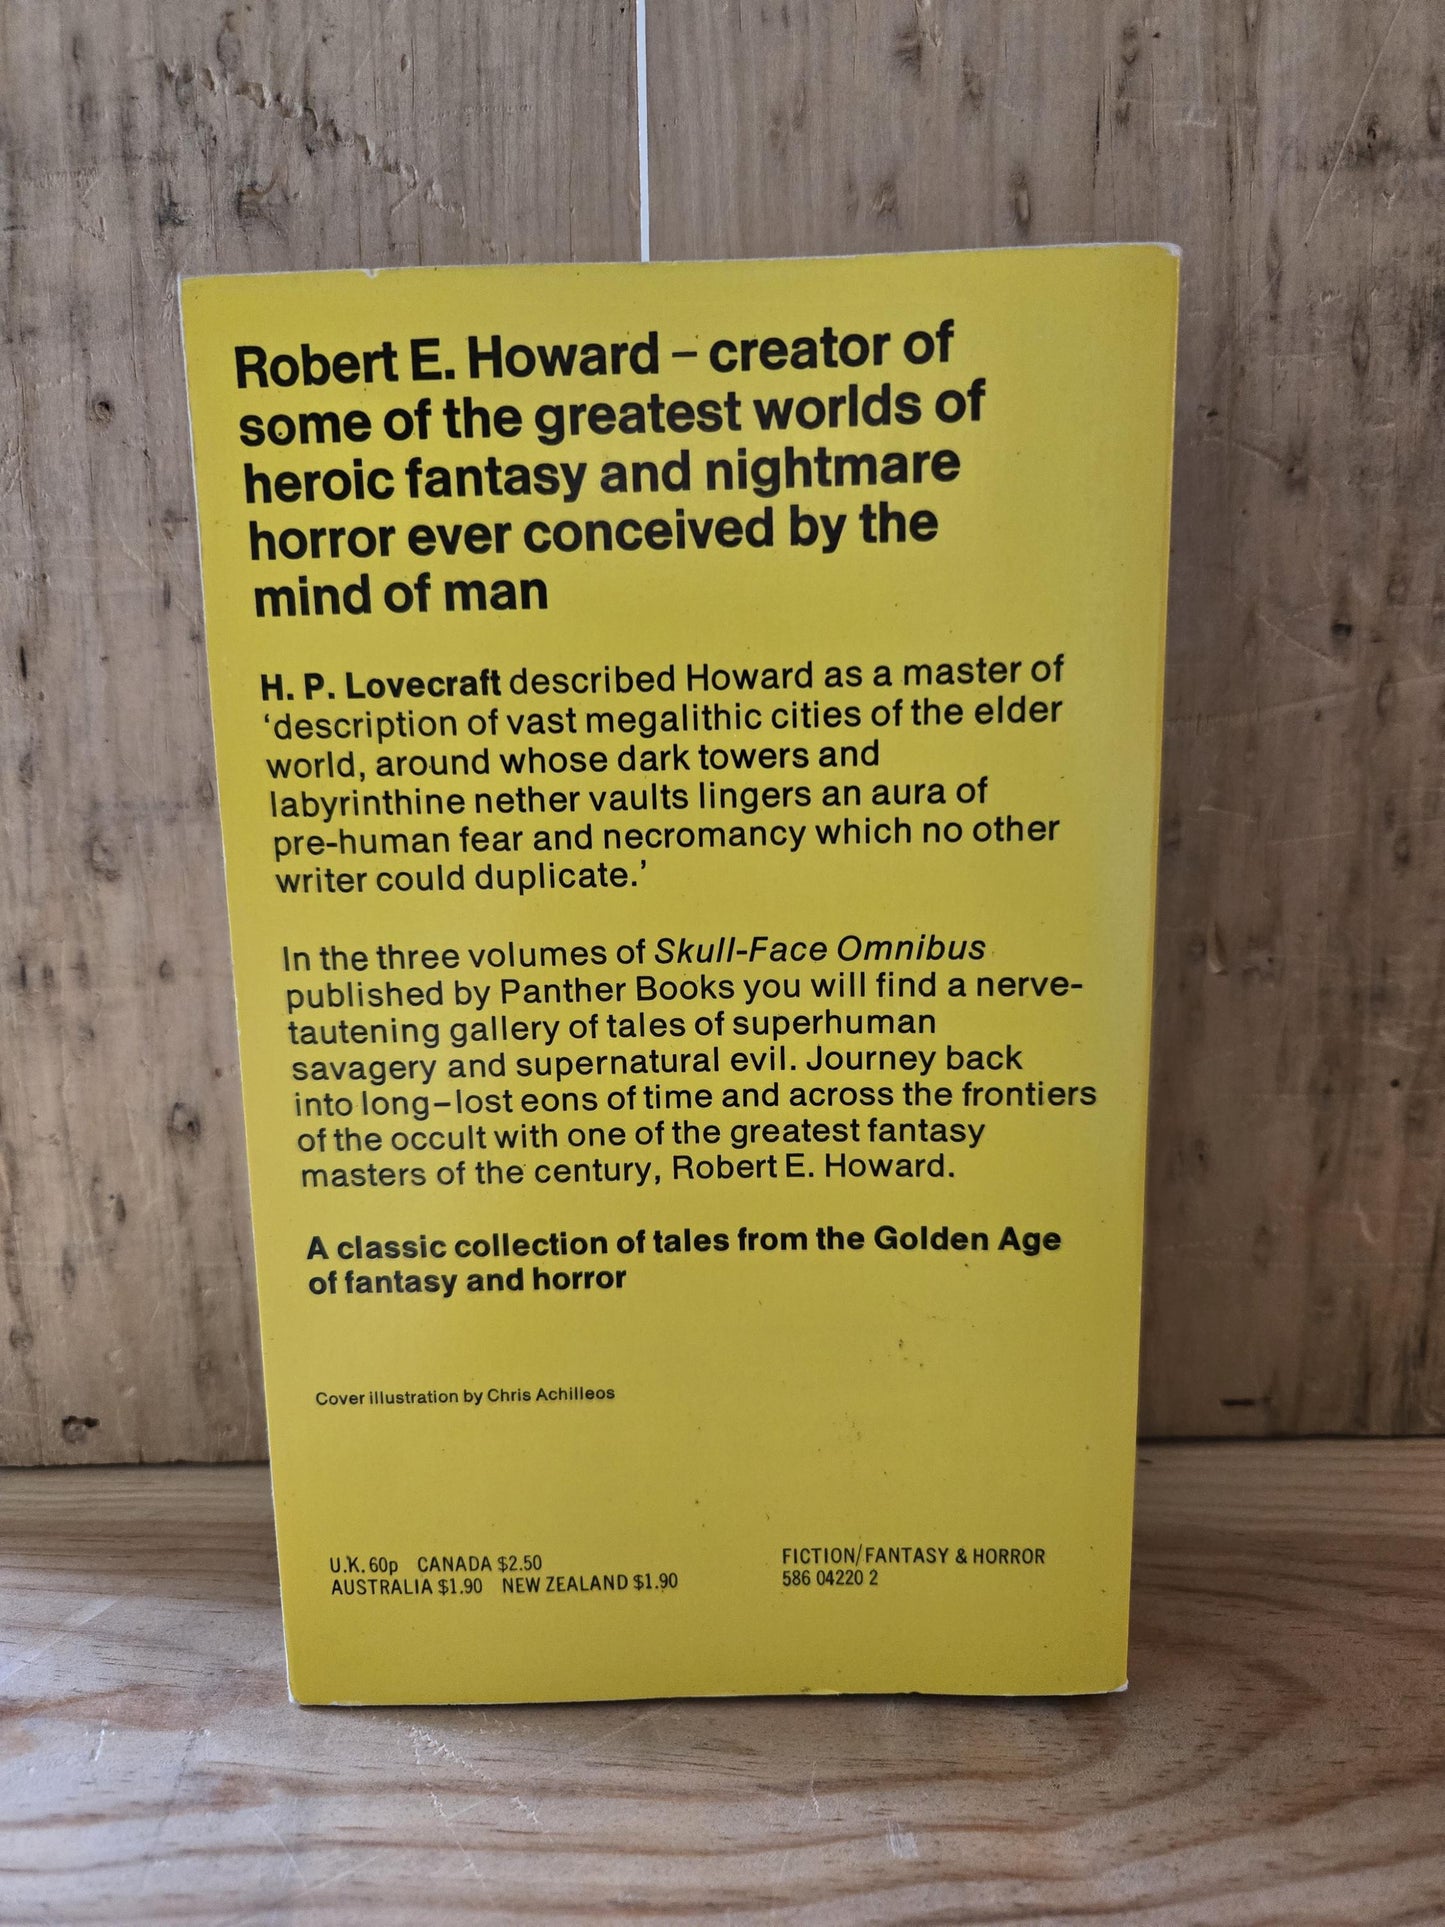 Robert E. Howard – creator of
some of the greatest worlds of
heroic fantasy and nightmare
horror ever conceived by the
mind of man
H. P. Lovecraft described Howard as a master of
‘description of vast megalithic cities of the elder
world, around whose dark towers and
labyrinthine nether vaults lingers an aura of
pre-human fear and necromancy which no other
writer could duplicate.’
In the three volumes of Skull-Face Omnibus
published by Panther Books you will find a nerve-
tautening gallery of tales of superhuman
savagery and supernatural evil. Journey back
into long–lost eons of time and across the frontiers
of the occult with one of the greatest fantasy
masters of the century, Robert E. Howard.
A classic collection of tales from the Golden Age
of fantasy and horror
Cover illustration by Chris Achilleos
U.K. 60p CANADA $2.50
AUSTRALIA $1.90 NEW ZEALAND $1.90
FICTION/FANTASY & HORROR
586 04220 2